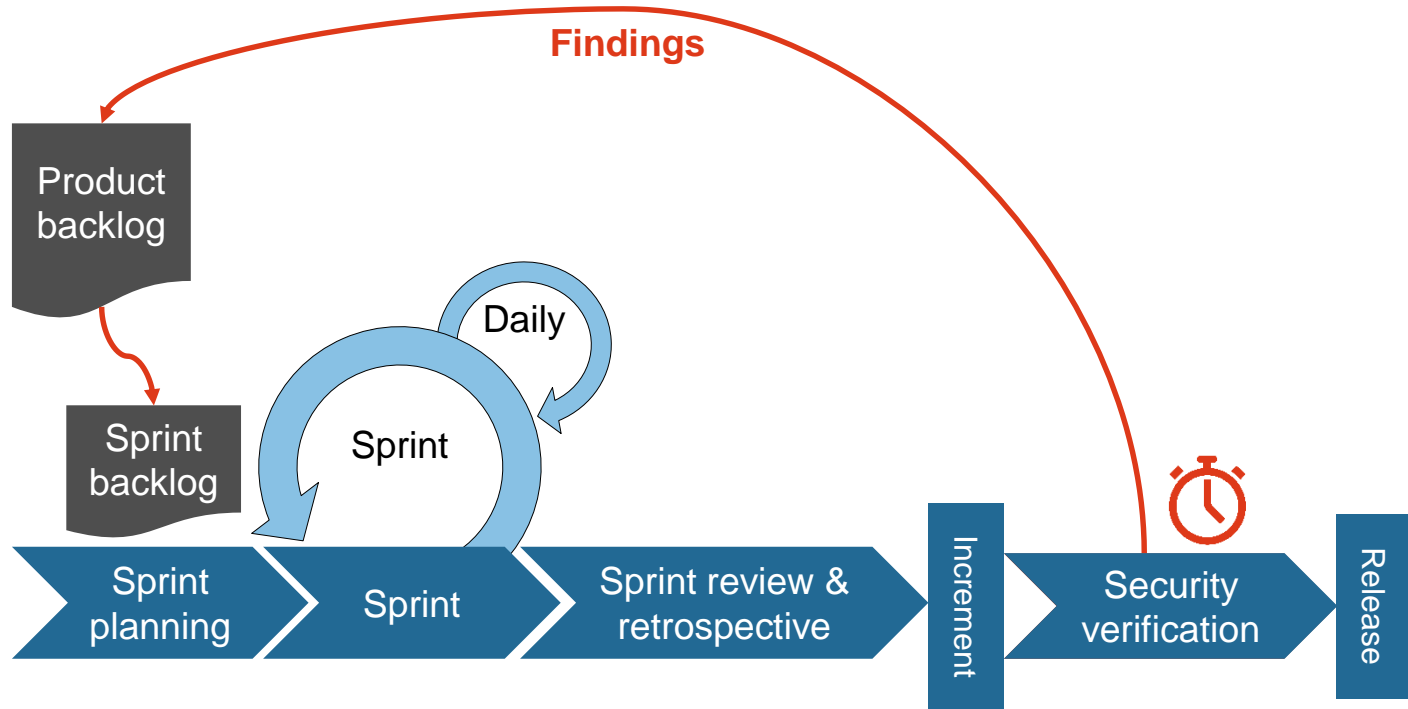 Findings
Product
backlog
Daily
Sprint
Sprint
backlog
Sprint
planning
Sprint
Sprint review &
retrospective
Increment
Security
verification
Release